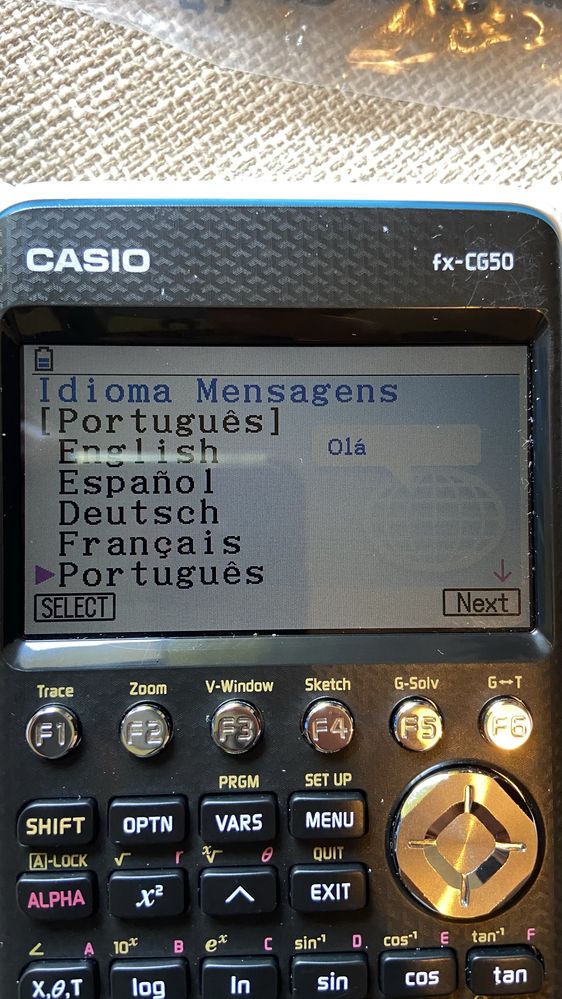 CASIO fx-CG50
Idioma Mensagens
[Português]
English
Olá
Español
Deutsch
Français
▶Português ↓
SELECT Next
Trace Zoom V-Window Sketch G-Solv G↔T
F1 F2 F3 F4 F5 F6
PRGM SET UP
SHIFT OPTN VARS MENU
A-LOCK √ r ˣ√ θ QUIT
ALPHA x² ^ EXIT
∠ A 10ˣ B eˣ C sin⁻¹ D cos⁻¹ E tan⁻¹ F
X,θ,T log ln sin cos tan